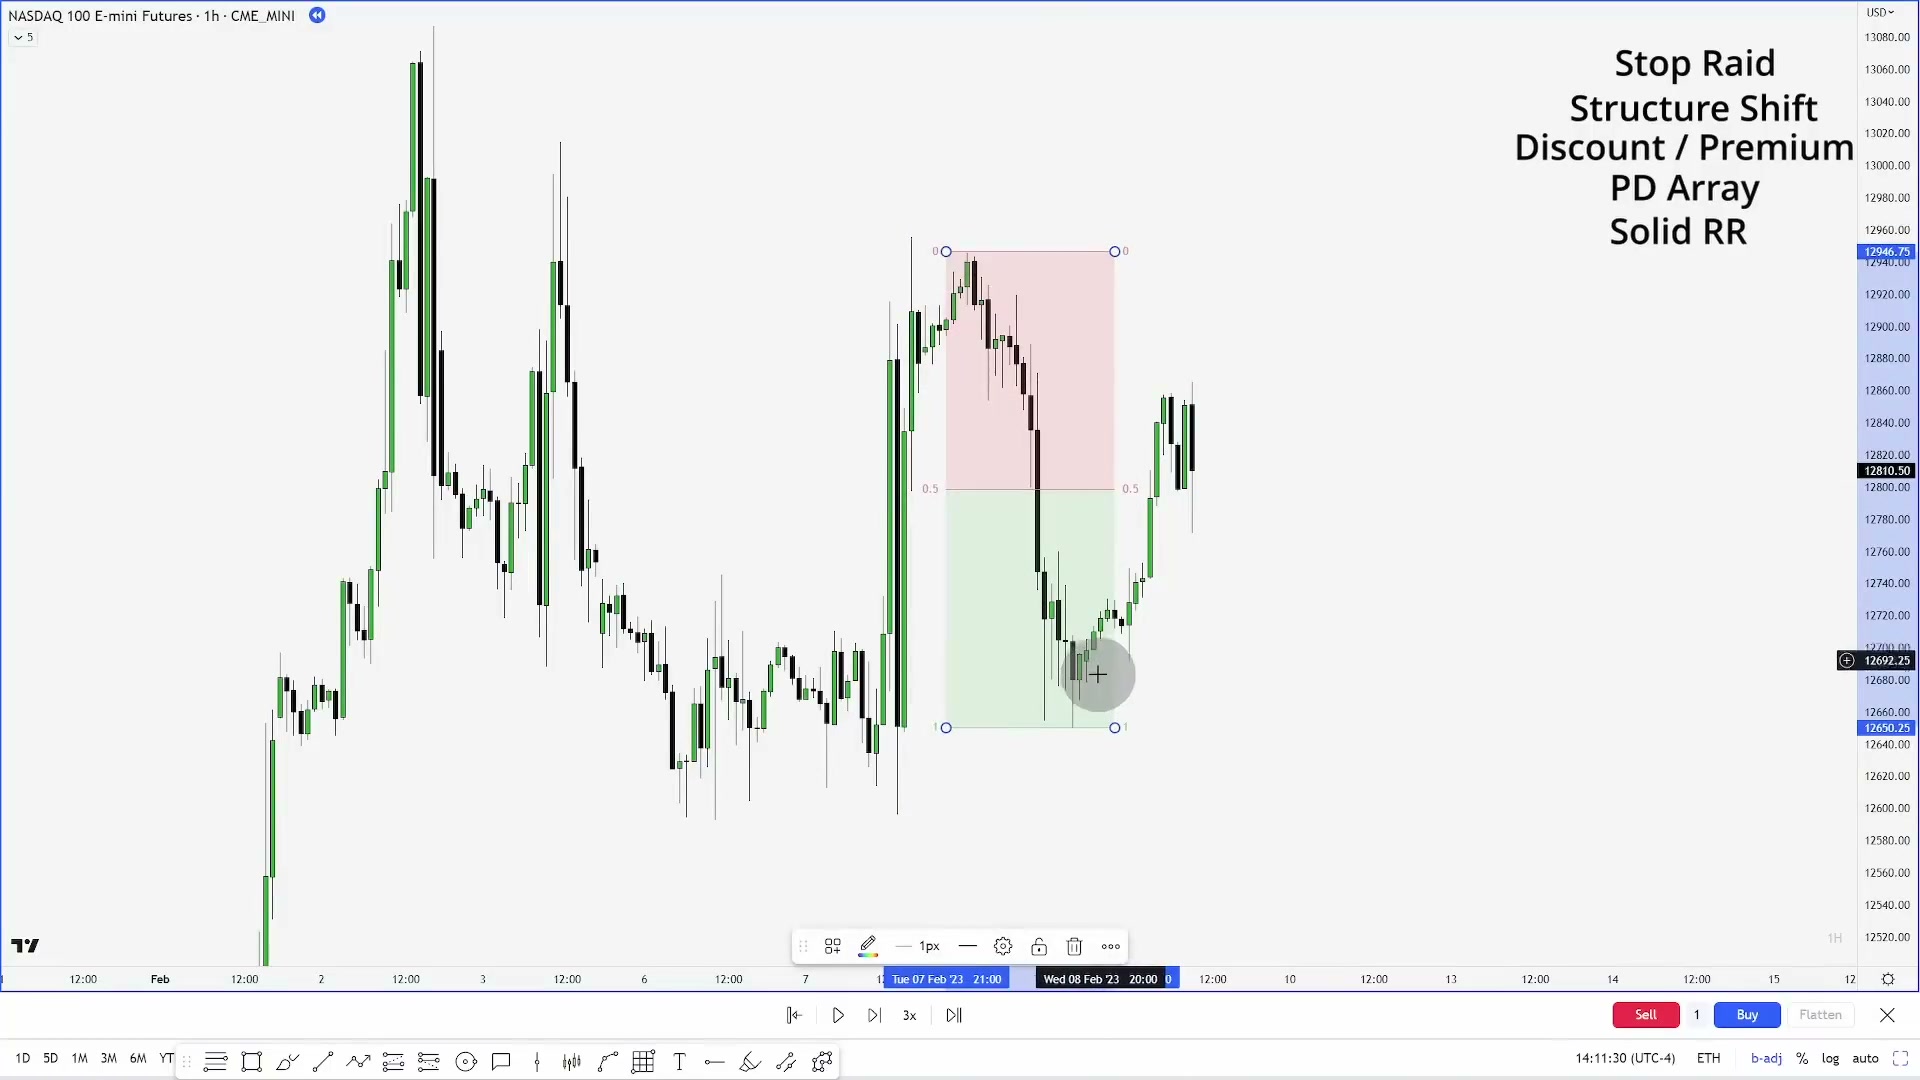 NASDAQ 100 E-mini Futures · 1h · CME_MINI
5
USD
Stop Raid
Structure Shift
Discount / Premium
PD Array
Solid RR
13080.00
13060.00
13040.00
13020.00
13000.00
12980.00
12960.00
12946.75
12940.00
12920.00
12900.00
12880.00
12860.00
12840.00
12820.00
12810.50
12800.00
12780.00
12760.00
12740.00
12720.00
12700.00
12692.25
12680.00
12660.00
12650.25
12640.00
12620.00
12600.00
12580.00
12560.00
12540.00
12520.00
0 0
0.5 0.5
1 1
1H
1px
12:00 Feb 12:00 2 12:00 3 12:00 6 12:00 7 Tue 07 Feb '23 21:00 Wed 08 Feb '23 20:00 12:00 10 12:00 13 12:00 14 12:00 15 12
3x
Sell 1 Buy Flatten
1D 5D 1M 3M 6M YT
14:11:30 (UTC-4) ETH b-adj % log auto